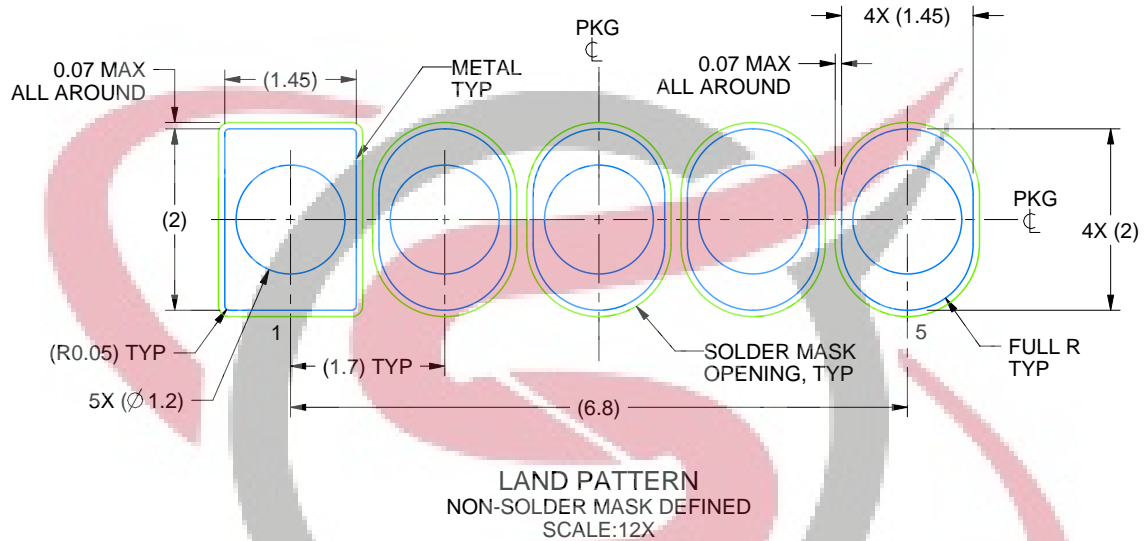 PKG
℄
4X (1.45)
0.07 MAX
ALL AROUND
(1.45)
METAL
TYP
0.07 MAX
ALL AROUND
(2)
PKG
℄
4X (2)
1
5
(R0.05) TYP
(1.7) TYP
SOLDER MASK
OPENING, TYP
FULL R
TYP
5X (∅1.2)
(6.8)
LAND PATTERN
NON-SOLDER MASK DEFINED
SCALE:12X